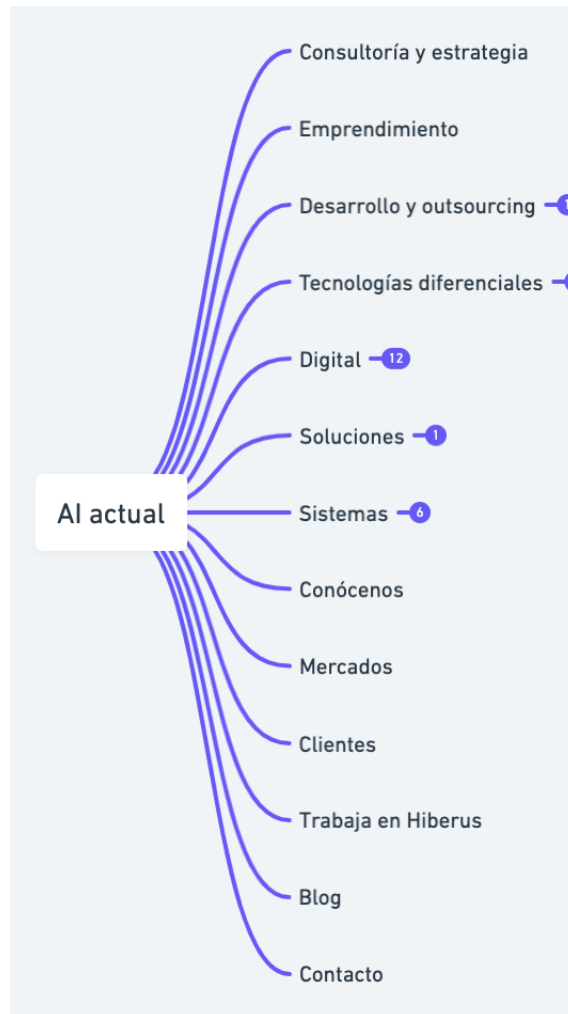 Consultoría y estrategia
Emprendimiento
Desarrollo y outsourcing
Tecnologías diferenciales
Digital 12
Soluciones 1
AI actual
Sistemas 6
Conócenos
Mercados
Clientes
Trabaja en Hiberus
Blog
Contacto